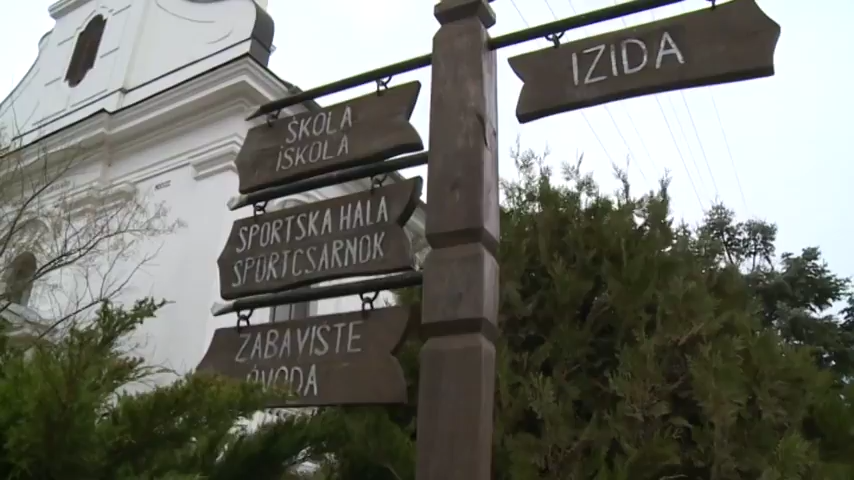 ŠKOLA
ISKOLA
SPORTSKA HALA
SPORTCSARNOK
ZABAVIŠTE
ÓVODA
IZIDA